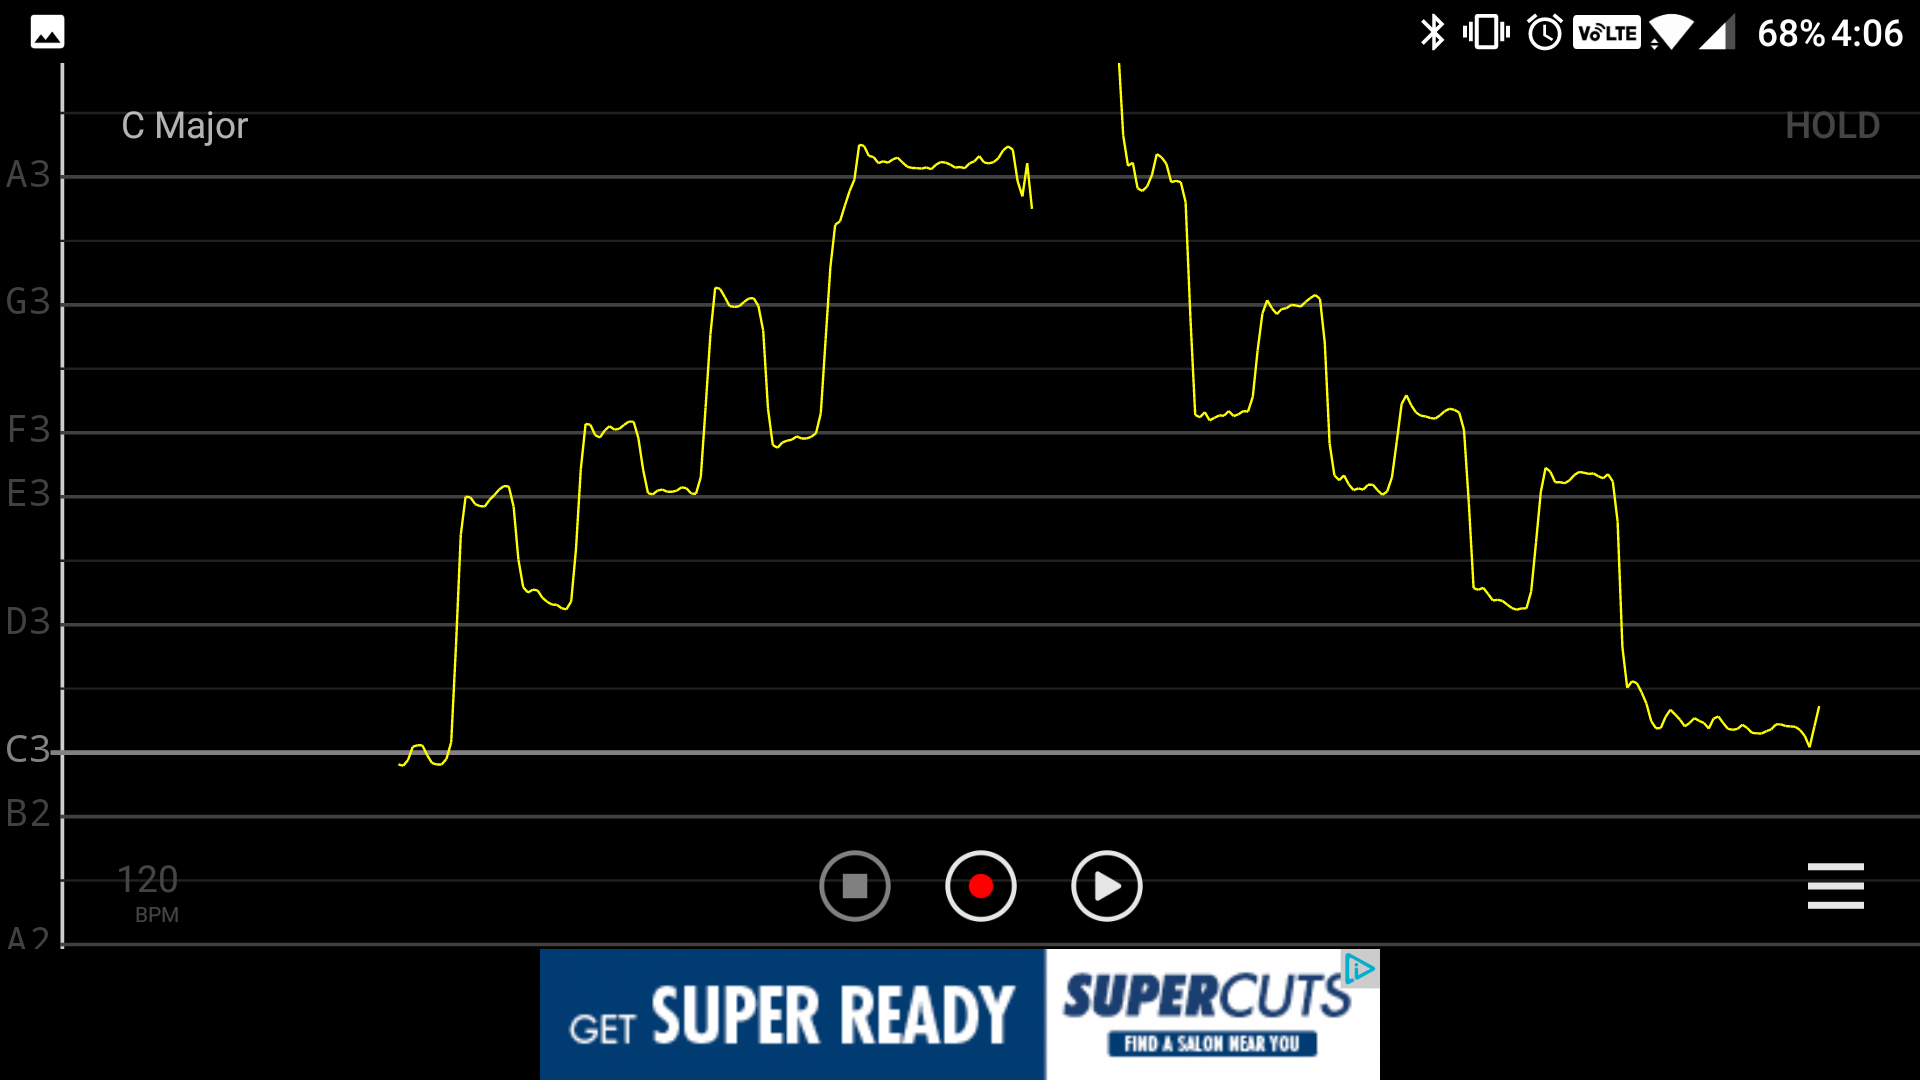 VoLTE 68% 4:06
C Major
HOLD
A3
G3
F3
E3
D3
C3
B2
120
BPM
A2
GET SUPER READY
SUPERCUTS
FIND A SALON NEAR YOU